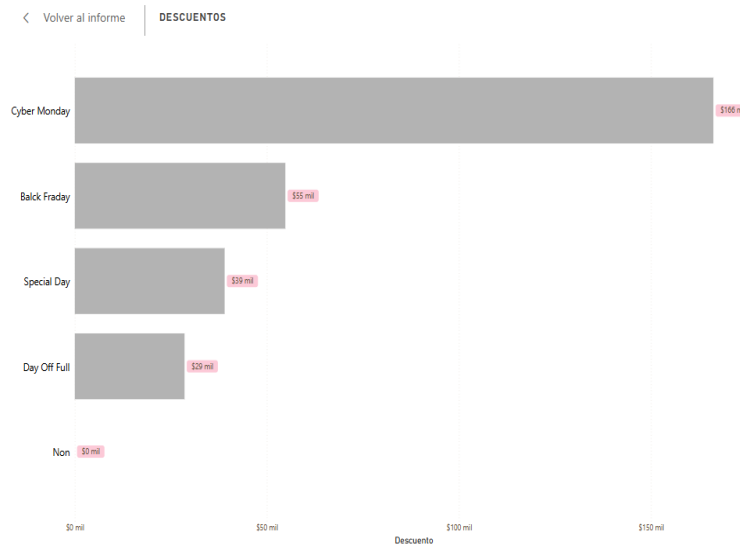 Volver al informe
DESCUENTOS
Cyber Monday
$166 m
Balck Fraday
$55 mil
Special Day
$39 mil
Day Off Full
$29 mil
Non
$0 mil
$0 mil $50 mil $100 mil $150 mil
Descuento